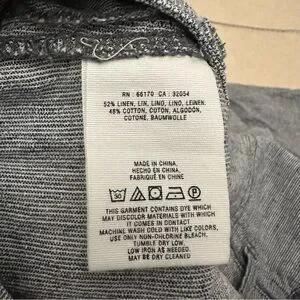 RN : 66170 CA : 32054
52% LINEN, LIN, LINO, LINO, LEINEN,
48% COTTON, COTON, ALGODÓN,
COTONE, BAUMWOLLE
MADE IN CHINA,
HECHO EN CHINA,
FABRIQUÉ EN CHINE
30 P
THIS GARMENT CONTAINS DYE WHICH
MAY DISCOLOR MATERIALS WITH WHICH
IT COMES IN CONTACT
MACHINE WASH COLD WITH LIKE COLORS,
USE ONLY NON-CHLORINE BLEACH.
TUMBLE DRY LOW,
LOW IRON AS NEEDED.
MAY BE DRY CLEANED